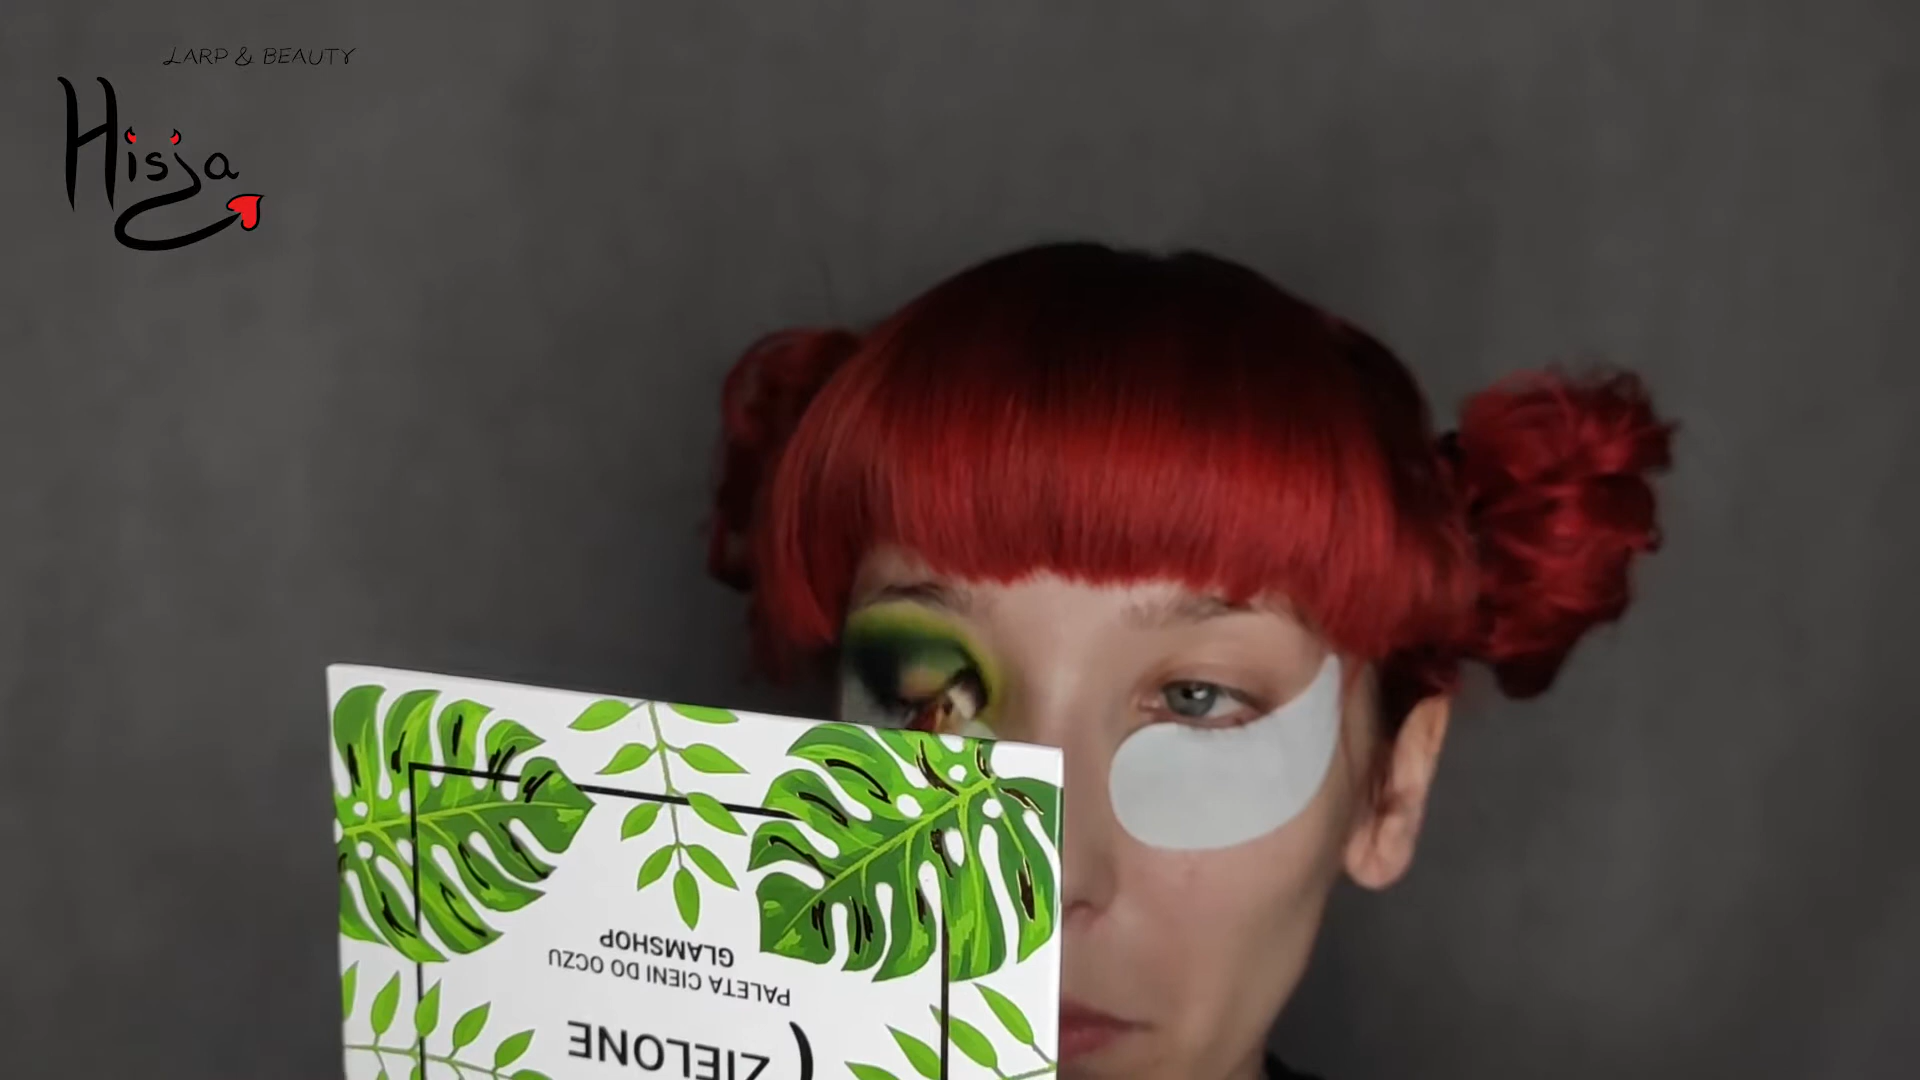 LARP & BEAUTY
Hisja
(ZIELONE
PALETA CIENI DO OCZU
GLAMSHOP